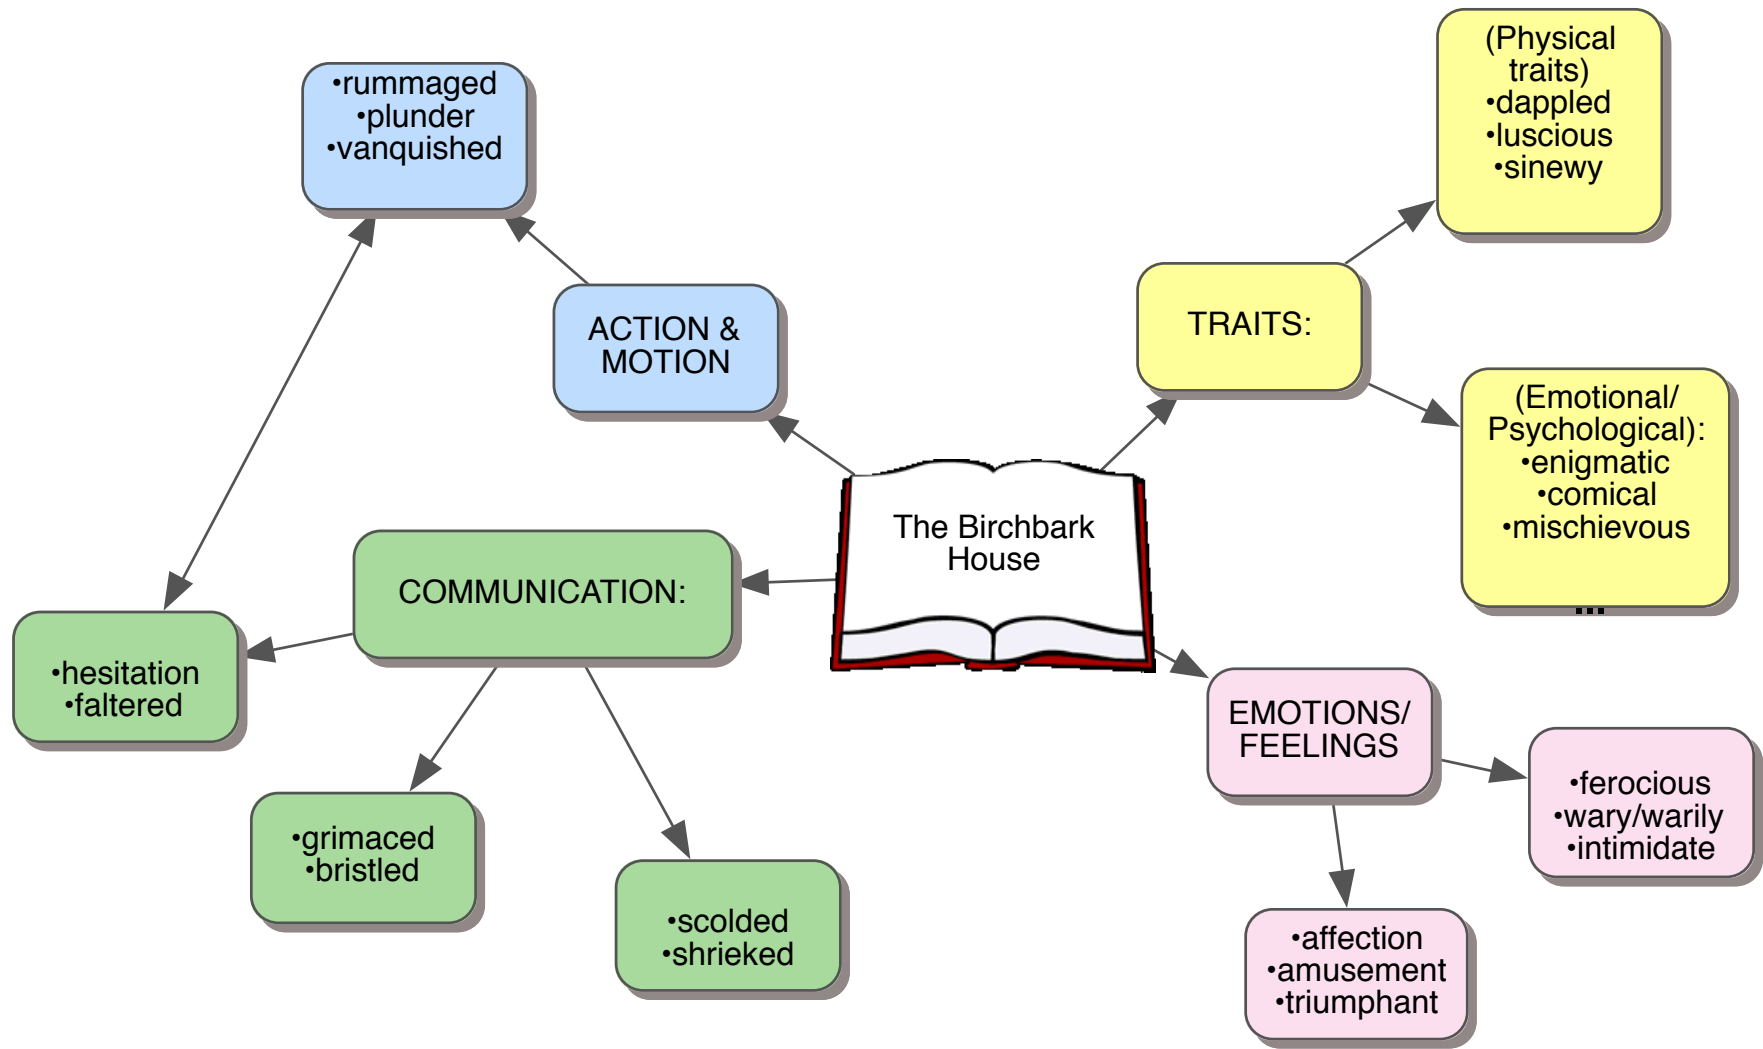 •rummaged
•plunder
•vanquished
ACTION &
MOTION
(Physical
traits)
•dappled
•luscious
•sinewy
TRAITS:
(Emotional/
Psychological):
•enigmatic
•comical
•mischievous
...
The Birchbark
House
COMMUNICATION:
•hesitation
•faltered
•grimaced
•bristled
•scolded
•shrieked
EMOTIONS/
FEELINGS
•ferocious
•wary/warily
•intimidate
•affection
•amusement
•triumphant